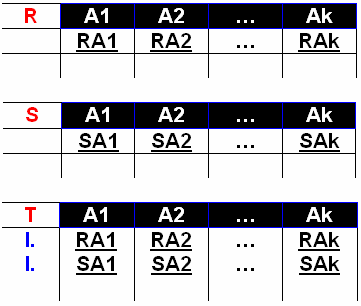 R A1 A2 ... Ak
RA1 RA2 ... RAk
S A1 A2 ... Ak
SA1 SA2 ... SAk
T A1 A2 ... Ak
I. RA1 RA2 ... RAk
I. SA1 SA2 ... SAk